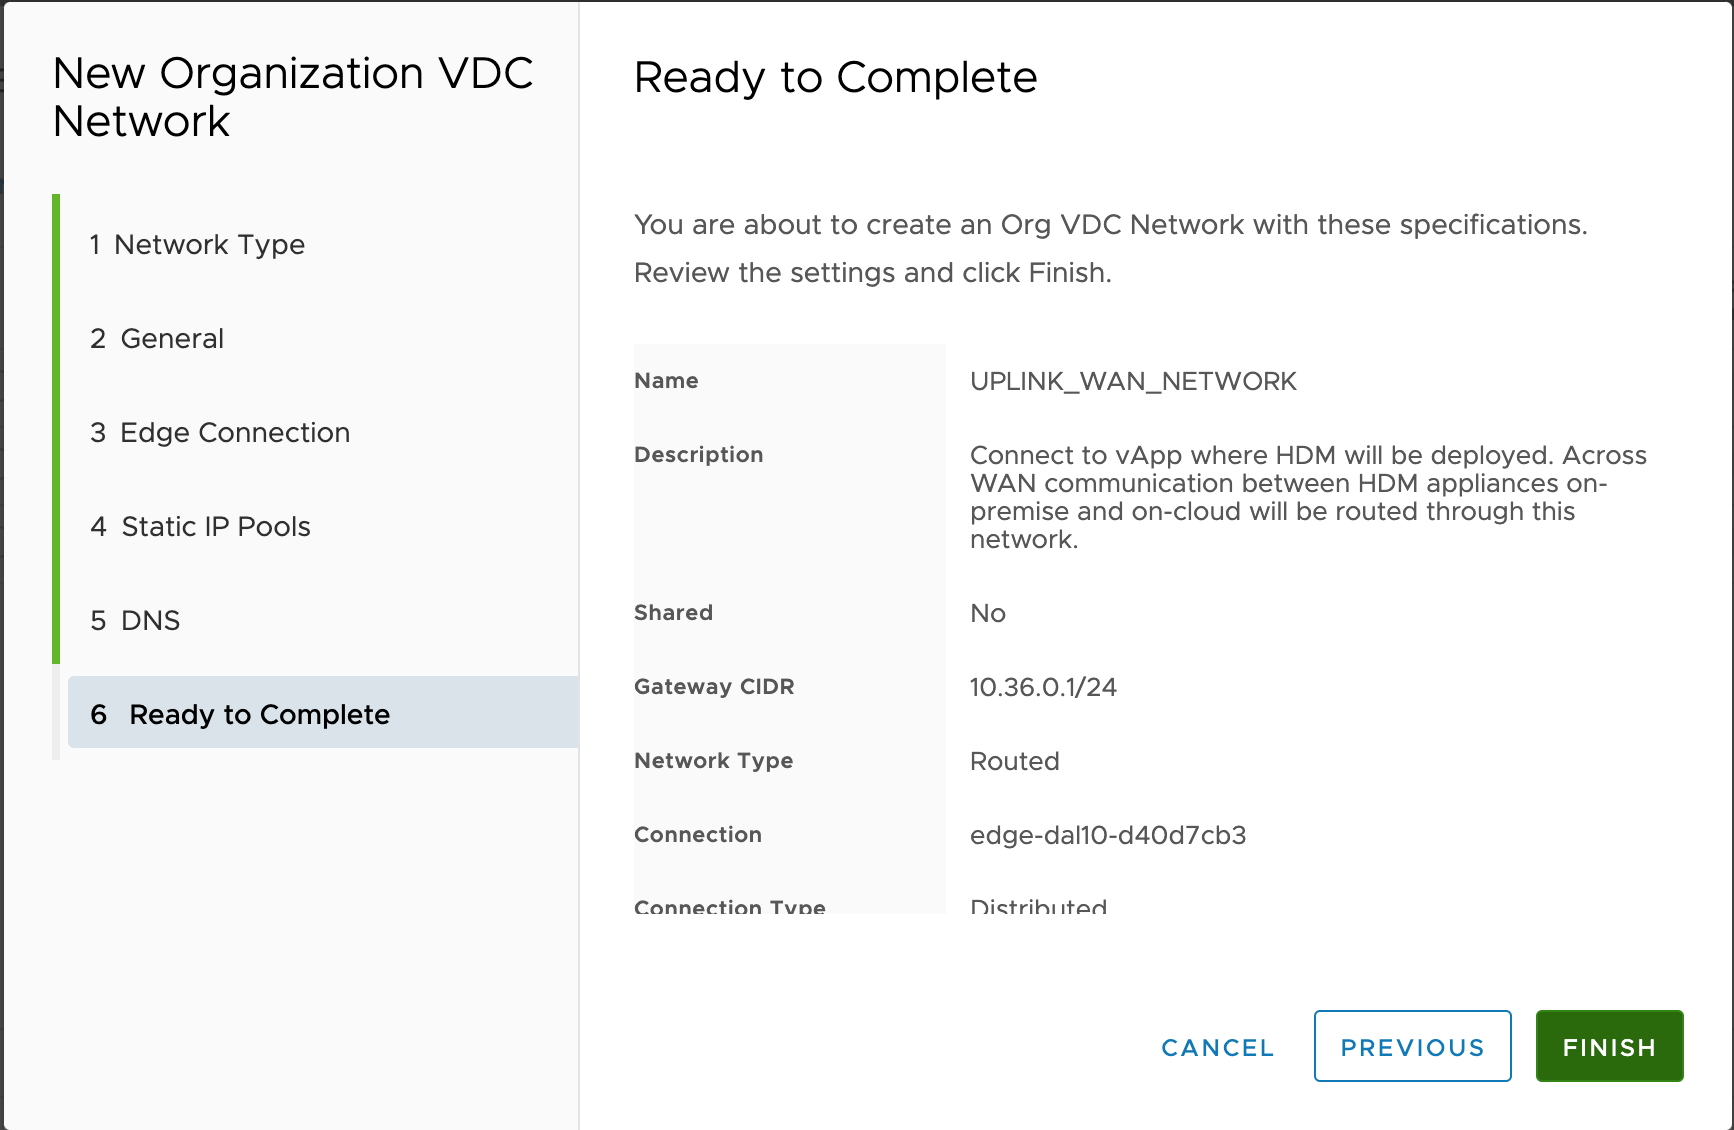 New Organization VDC
Network
1 Network Type
2 General
3 Edge Connection
4 Static IP Pools
5 DNS
6 Ready to Complete
Ready to Complete
You are about to create an Org VDC Network with these specifications.
Review the settings and click Finish.
Name UPLINK_WAN_NETWORK
Description Connect to vApp where HDM will be deployed. Across
WAN communication between HDM appliances on-
premise and on-cloud will be routed through this
network.
Shared No
Gateway CIDR 10.36.0.1/24
Network Type Routed
Connection edge-dal10-d40d7cb3
Connection Type Distributed
CANCEL PREVIOUS FINISH